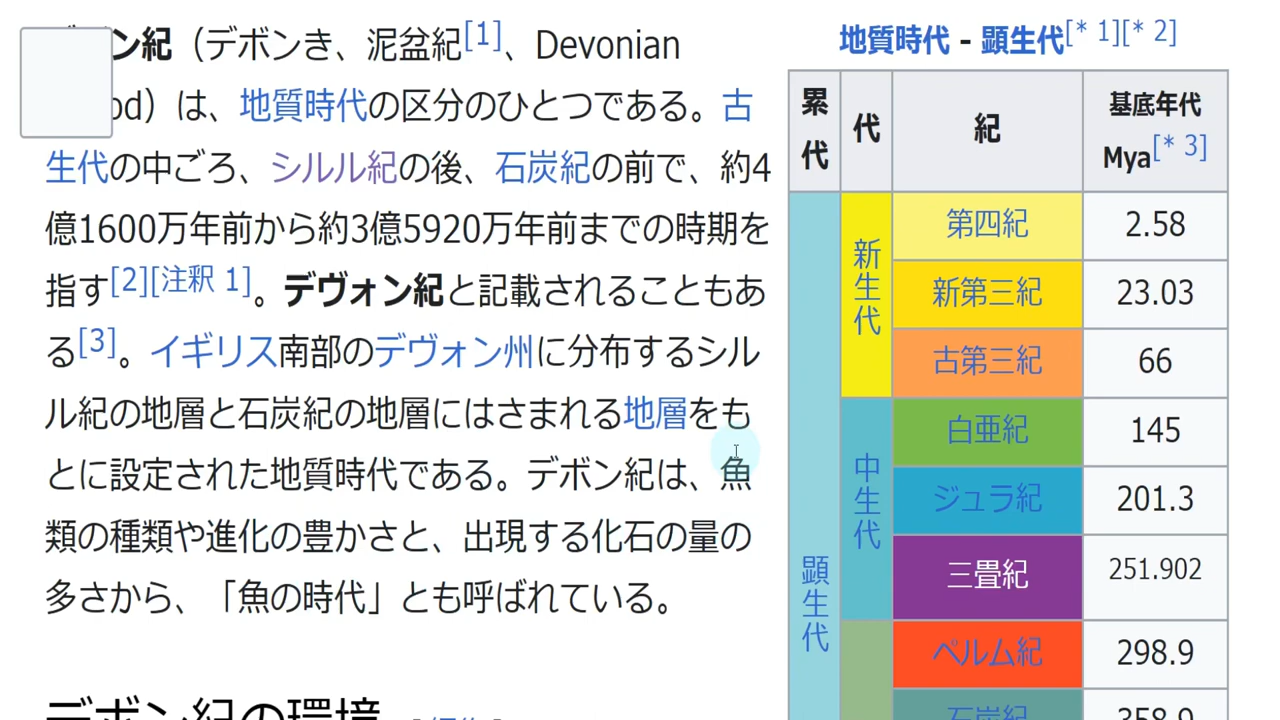 ン紀（デボンき、泥盆紀[1]、Devonian
od）は、地質時代の区分のひとつである。古
生代の中ごろ、シルル紀の後、石炭紀の前で、約4
億1600万年前から約3億5920万年前までの時期を
指す[2][注釈 1]。デヴォン紀と記載されることもあ
る[3]。イギリス南部のデヴォン州に分布するシル
ル紀の地層と石炭紀の地層にはさまれる地層をも
とに設定された地質時代である。デボン紀は、魚
類の種類や進化の豊かさと、出現する化石の量の
多さから、「魚の時代」とも呼ばれている。
デボン紀の環境
地質時代 - 顕生代[* 1][* 2]
累代 代 紀 基底年代
Mya[* 3]
顕生代
新生代
第四紀 2.58
新第三紀 23.03
古第三紀 66
中生代
白亜紀 145
ジュラ紀 201.3
三畳紀 251.902
ペルム紀 298.9
石炭紀 358.9